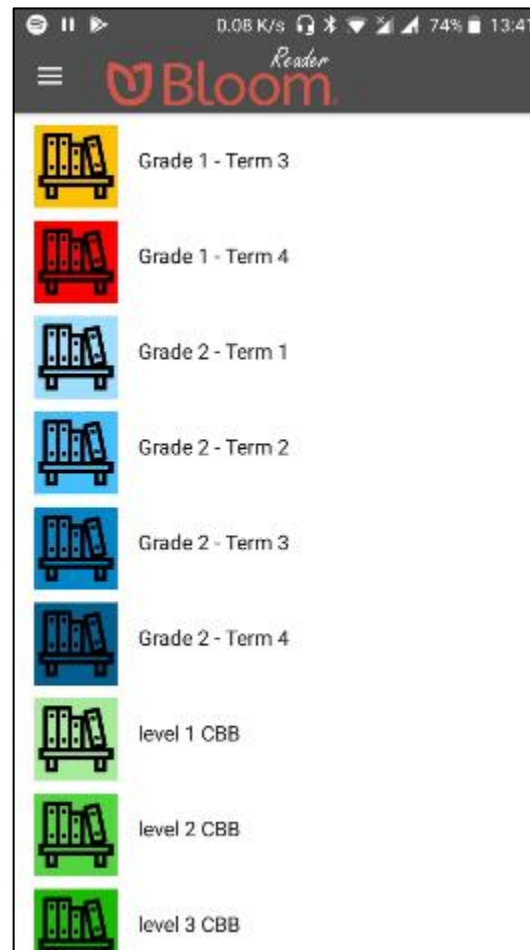 0.08 K/s 74% 13:41
Reader
Bloom
Grade 1 - Term 3
Grade 1 - Term 4
Grade 2 - Term 1
Grade 2 - Term 2
Grade 2 - Term 3
Grade 2 - Term 4
level 1 CBB
level 2 CBB
level 3 CBB